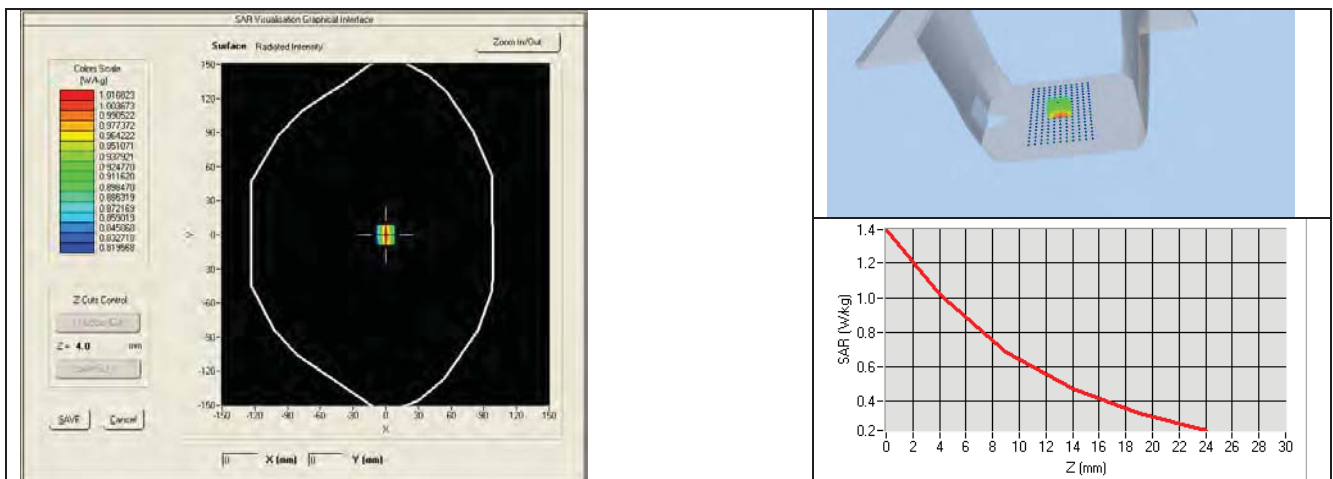 SAR Visualisation Graphical Interface
Surface Radiated Intensity
Zoom In/Out
Colors Scale
(W/kg)
1.016823
1.003673
0.990522
0.977372
0.964222
0.951071
0.937921
0.924770
0.911620
0.898470
0.885319
0.872169
0.859019
0.845868
0.832718
0.819568
150
120
90
60
30
0
-30
-60
-90
-120
-150
Y
-150 -120 -90 -60 -30 0 30 60 90 120 150
X
Z Cuts Control
Z = 4.0 mm
SAVE Cancel
0 X (mm) 0 Y (mm)
1.4
1.2
1.0
0.8
0.6
0.4
0.2
SAR (W/kg)
0 2 4 6 8 10 12 14 16 18 20 22 24 26 28 30
Z (mm)